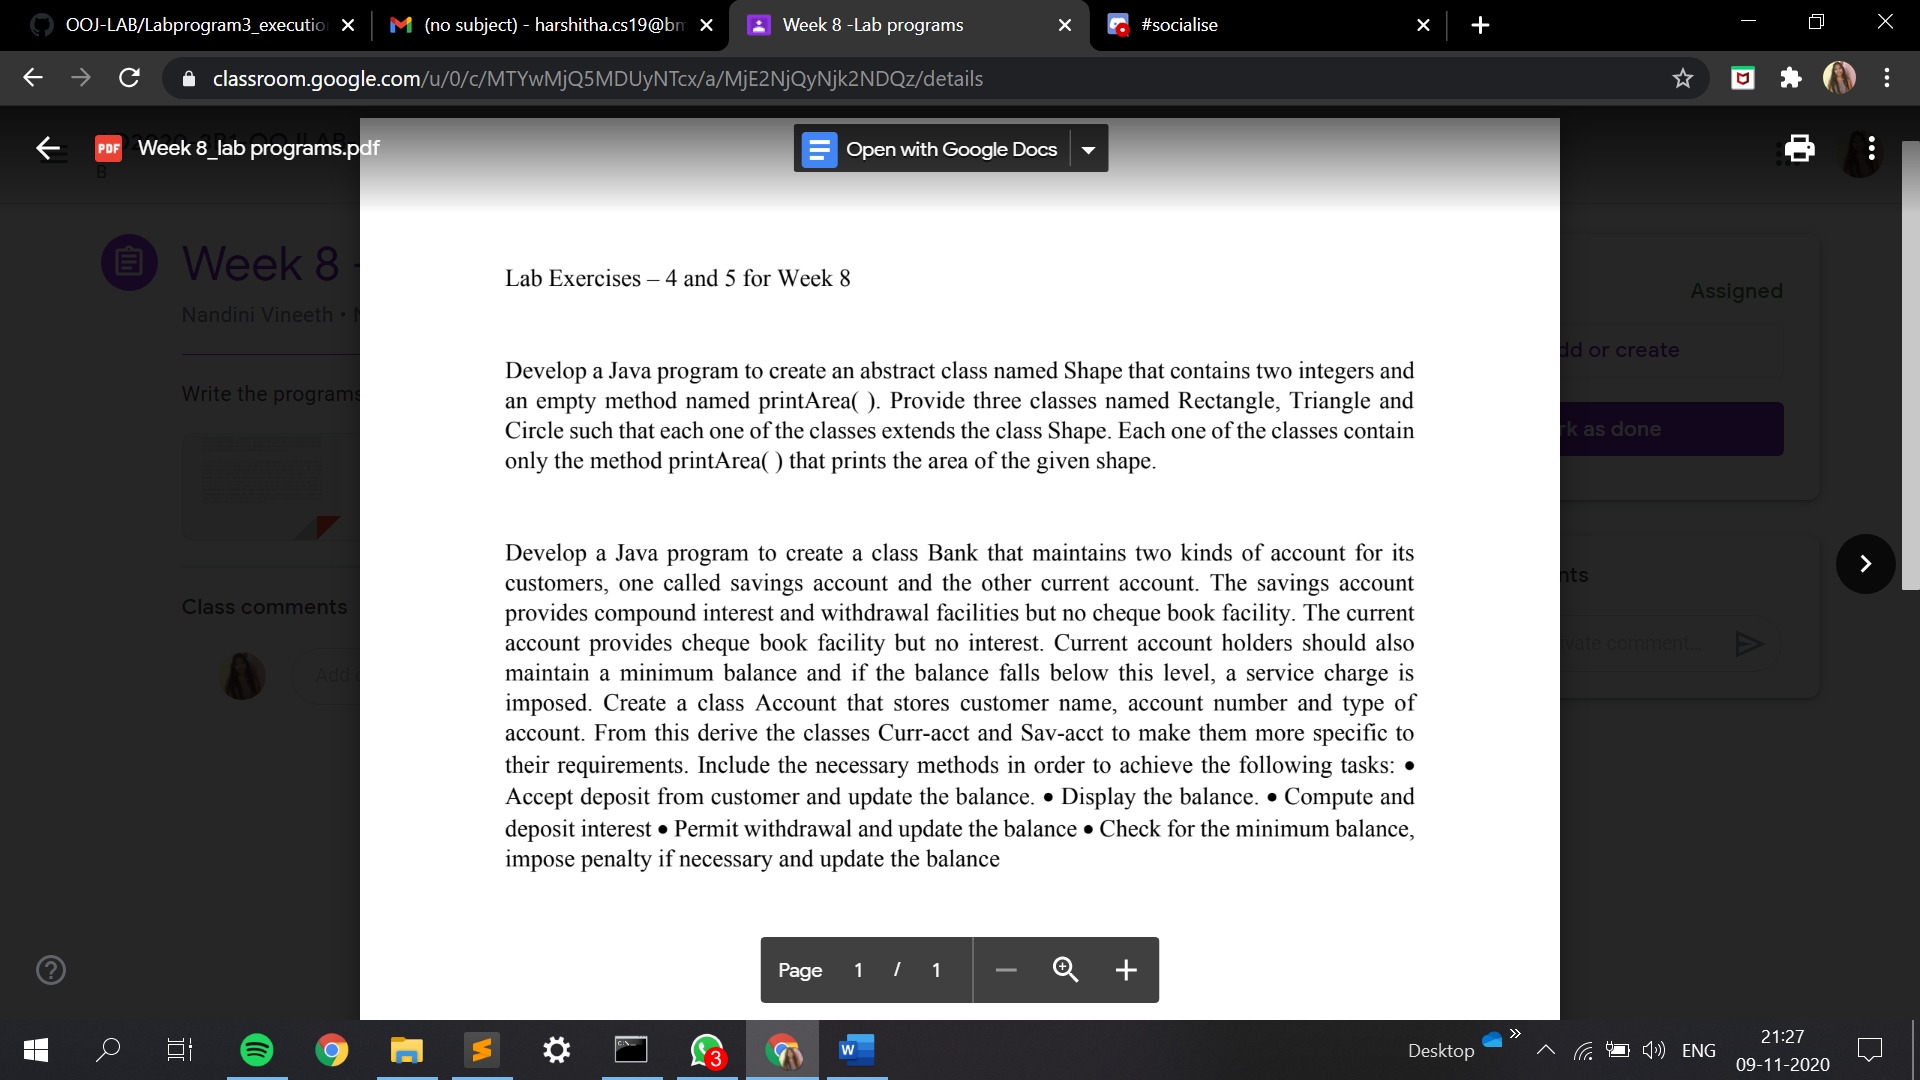 OOJ-LAB/Labprogram3_executio
(no subject) - harshitha.cs19@bm
Week 8 -Lab programs
#socialise
classroom.google.com/u/0/c/MTYwMjQ5MDUyNTcx/a/MjE2NjQyNjk2NDQz/details
PDF
Week 8_lab programs.pdf
Open with Google Docs
B
Week 8 -
Nandini Vineeth •
Assigned
dd or create
Write the programs
rk as done
Class comments
nts
Add
vate comment...
Lab Exercises – 4 and 5 for Week 8
Develop a Java program to create an abstract class named Shape that contains two integers and
an empty method named printArea( ). Provide three classes named Rectangle, Triangle and
Circle such that each one of the classes extends the class Shape. Each one of the classes contain
only the method printArea( ) that prints the area of the given shape.
Develop a Java program to create a class Bank that maintains two kinds of account for its
customers, one called savings account and the other current account. The savings account
provides compound interest and withdrawal facilities but no cheque book facility. The current
account provides cheque book facility but no interest. Current account holders should also
maintain a minimum balance and if the balance falls below this level, a service charge is
imposed. Create a class Account that stores customer name, account number and type of
account. From this derive the classes Curr-acct and Sav-acct to make them more specific to
their requirements. Include the necessary methods in order to achieve the following tasks: •
Accept deposit from customer and update the balance. • Display the balance. • Compute and
deposit interest • Permit withdrawal and update the balance • Check for the minimum balance,
impose penalty if necessary and update the balance
Page 1 / 1
3
W
Desktop
ENG
21:27
09-11-2020